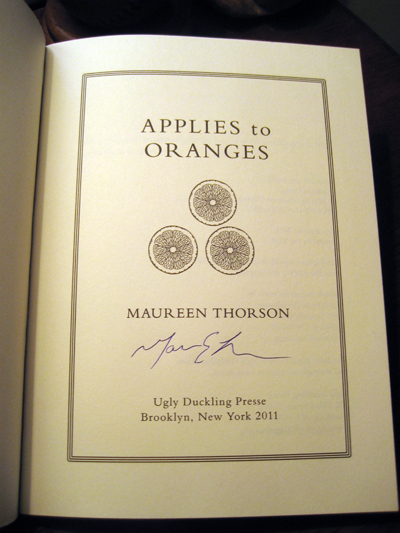 APPLIES to
ORANGES
MAUREEN THORSON
Ugly Duckling Presse
Brooklyn, New York 2011